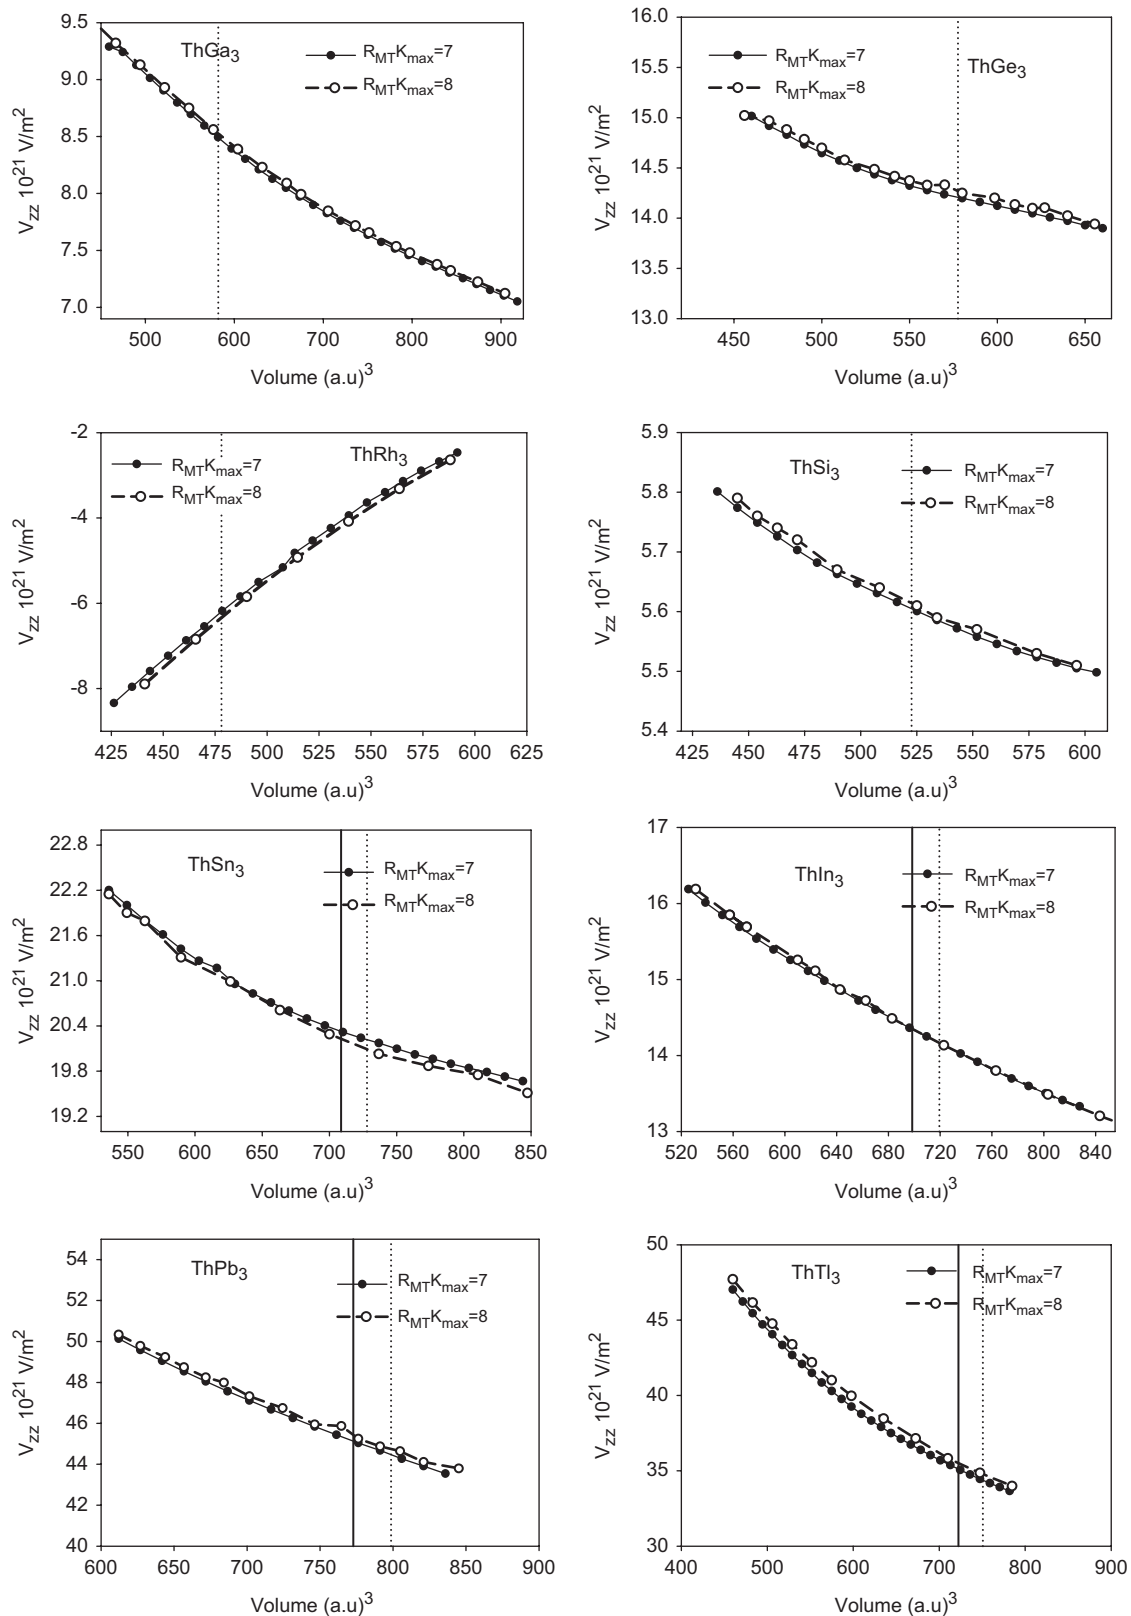 ThGa3
RMTKmax=7
RMTKmax=8
9.5
9.0
8.5
8.0
7.5
7.0
Vzz 10^21 V/m^2
500 600 700 800 900
Volume (a.u)^3
RMTKmax=7
RMTKmax=8
ThGe3
16.0
15.5
15.0
14.5
14.0
13.5
13.0
Vzz 10^21 V/m^2
450 500 550 600 650
Volume (a.u)^3
RMTKmax=7
RMTKmax=8
ThRh3
-2
-4
-6
-8
Vzz 10^21 V/m^2
425 450 475 500 525 550 575 600 625
Volume (a.u)^3
ThSi3
RMTKmax=7
RMTKmax=8
5.9
5.8
5.7
5.6
5.5
5.4
Vzz 10^21 V/m^2
425 450 475 500 525 550 575 600
Volume (a.u)^3
ThSn3
RMTKmax=7
RMTKmax=8
22.8
22.2
21.6
21.0
20.4
19.8
19.2
Vzz 10^21 V/m^2
550 600 650 700 750 800 850
Volume (a.u)^3
ThIn3
RMTKmax=7
RMTKmax=8
17
16
15
14
13
Vzz 10^21 V/m^2
520 560 600 640 680 720 760 800 840
Volume (a.u)^3
ThPb3
RMTKmax=7
RMTKmax=8
54
52
50
48
46
44
42
40
Vzz 10^21 V/m^2
600 650 700 750 800 850 900
Volume (a.u)^3
ThTl3
RMTKmax=7
RMTKmax=8
50
45
40
35
30
Vzz 10^21 V/m^2
400 500 600 700 800 900
Volume (a.u)^3